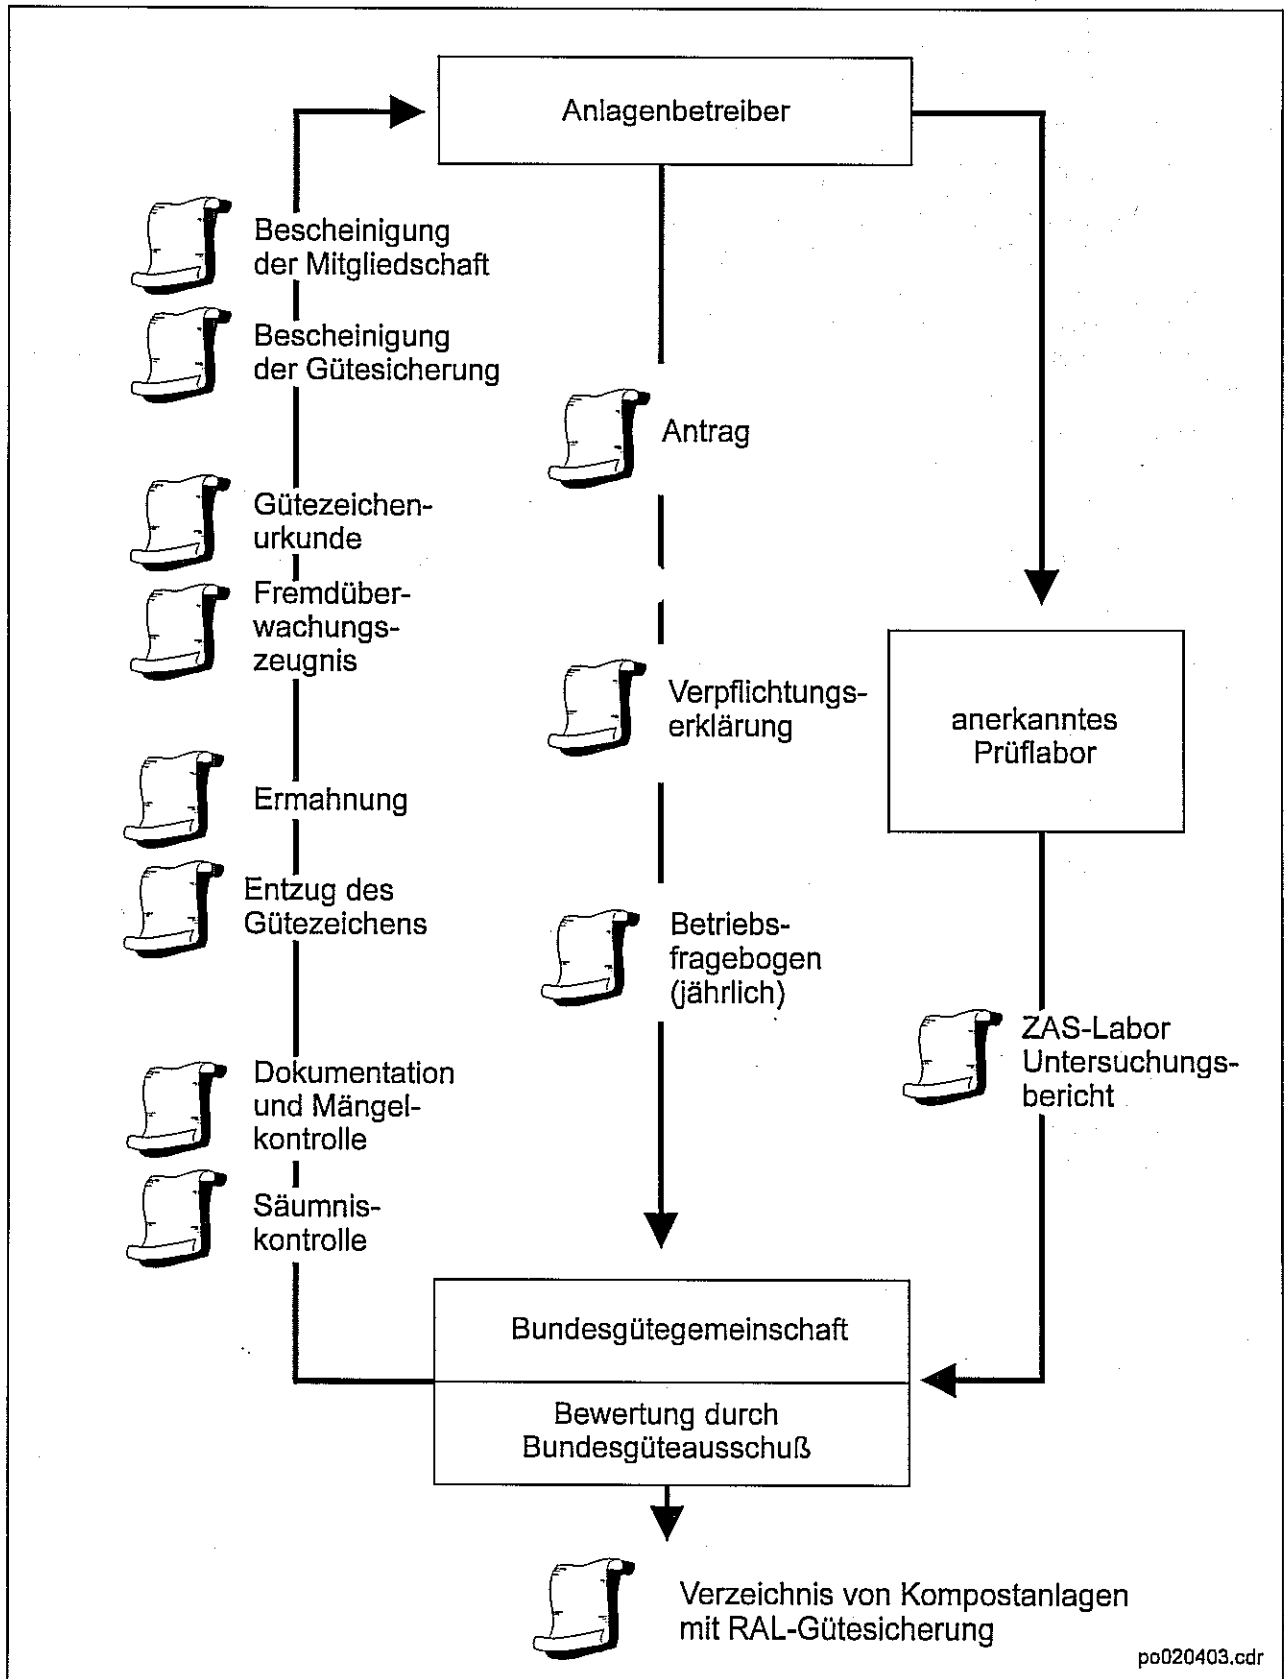 Anlagenbetreiber
Bescheinigung
der Mitgliedschaft
Bescheinigung
der Gütesicherung
Gütezeichen-
urkunde
Fremdüber-
wachungs-
zeugnis
Ermahnung
Entzug des
Gütezeichens
Dokumentation
und Mängel-
kontrolle
Säumnis-
kontrolle
Antrag
Verpflichtungs-
erklärung
Betriebs-
fragebogen
(jährlich)
anerkanntes
Prüflabor
ZAS-Labor
Untersuchungs-
bericht
Bundesgütegemeinschaft
Bewertung durch
Bundesgüteausschuß
Verzeichnis von Kompostanlagen
mit RAL-Gütesicherung
po020403.cdr